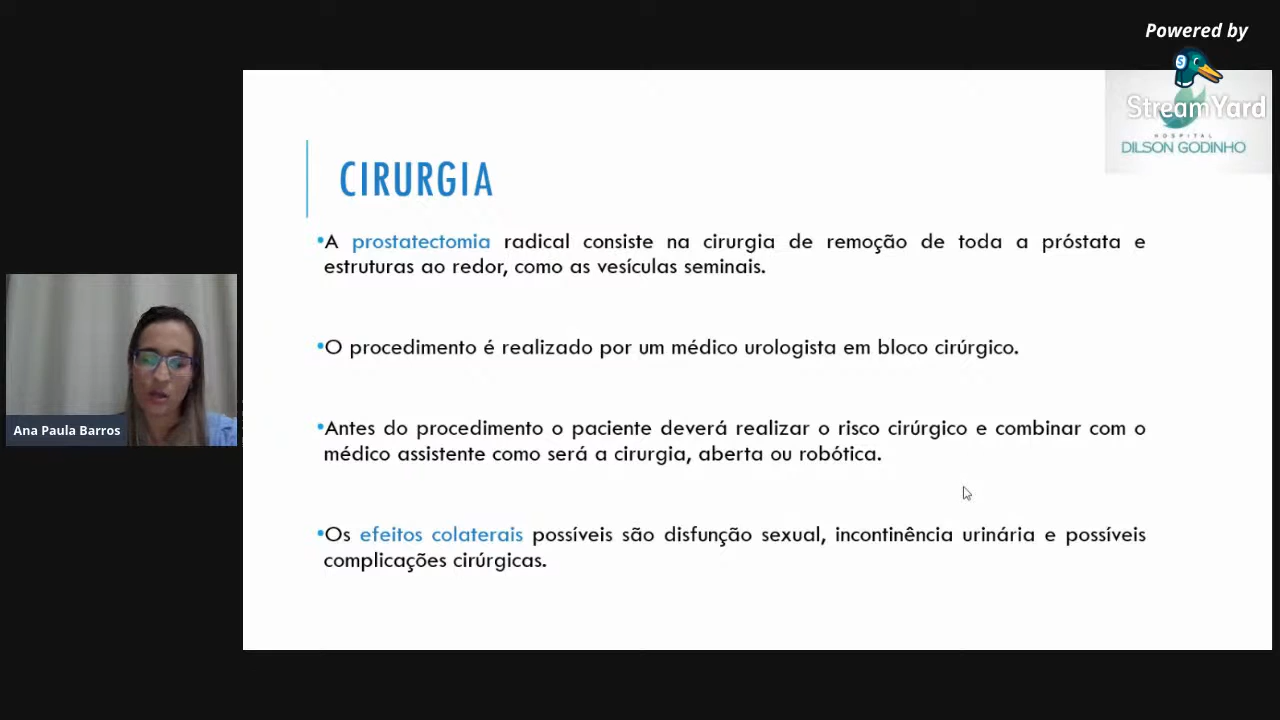 Powered by
StreamYard
HOSPITAL
DILSON GODINHO
CIRURGIA
•A prostatectomia radical consiste na cirurgia de remoção de toda a próstata e
estruturas ao redor, como as vesículas seminais.
•O procedimento é realizado por um médico urologista em bloco cirúrgico.
•Antes do procedimento o paciente deverá realizar o risco cirúrgico e combinar com o
médico assistente como será a cirurgia, aberta ou robótica.
•Os efeitos colaterais possíveis são disfunção sexual, incontinência urinária e possíveis
complicações cirúrgicas.
Ana Paula Barros